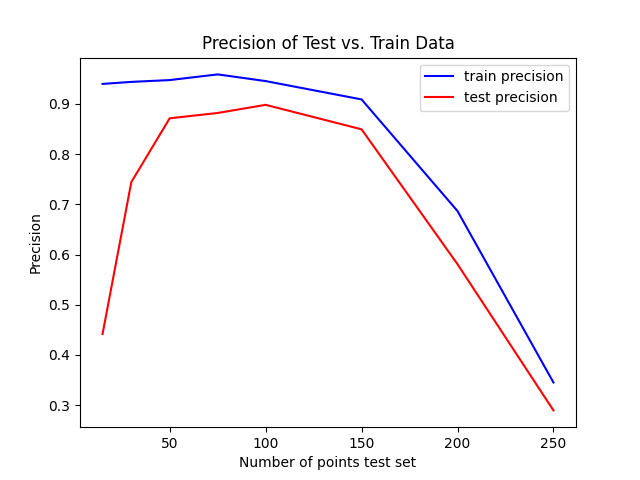 Precision of Test vs. Train Data
train precision
test precision
0.9
0.8
0.7
0.6
0.5
0.4
0.3
Precision
50 100 150 200 250
Number of points test set